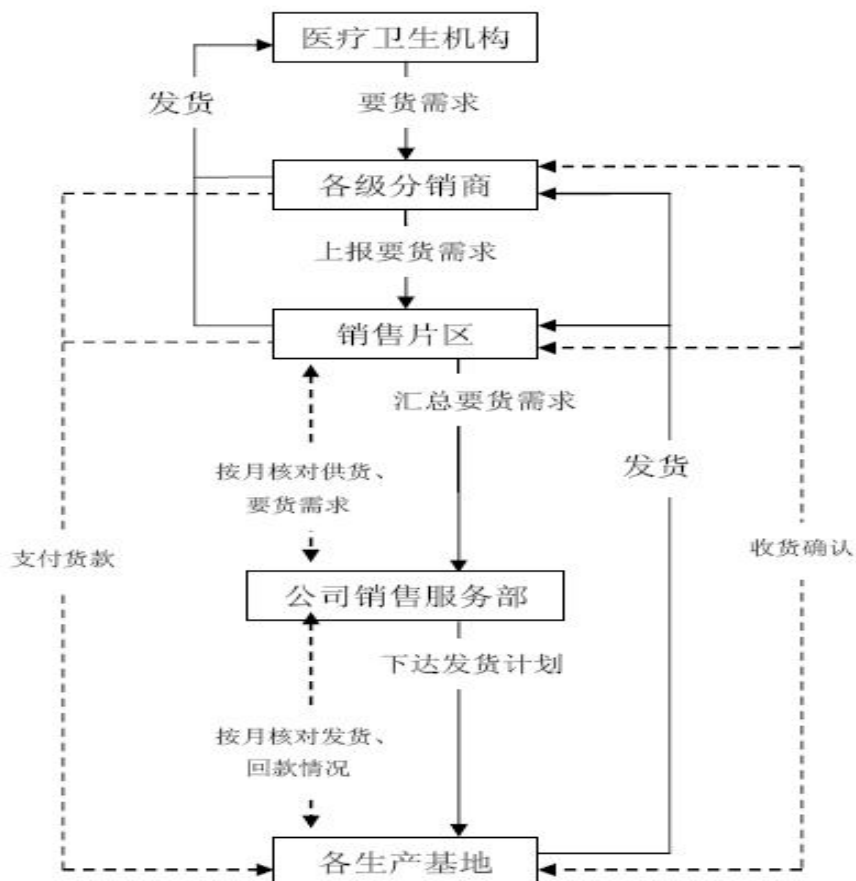 医疗卫生机构
发货
要货需求
各级分销商
上报要货需求
销售片区
汇总要货需求
按月核对供货、
要货需求
发货
支付货款
收货确认
公司销售服务部
下达发货计划
按月核对发货、
回款情况
各生产基地